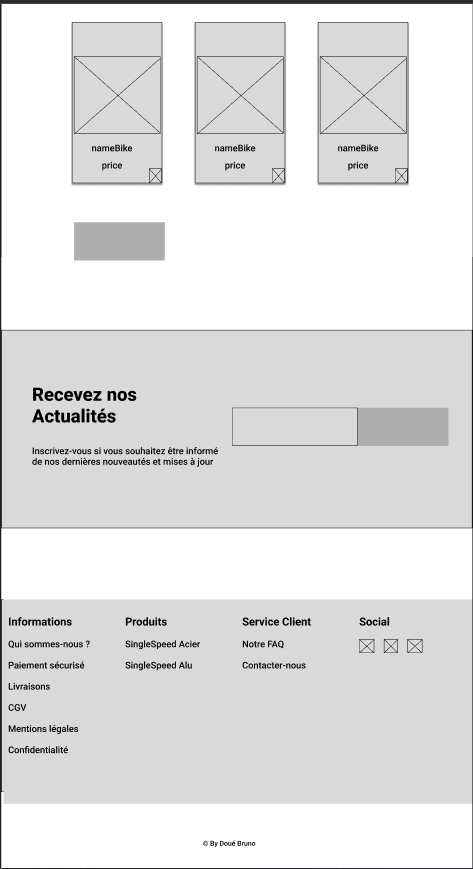 nameBike nameBike nameBike
price price price
Recevez nos
Actualités
Inscrivez-vous si vous souhaitez être informé
de nos dernières nouveautés et mises à jour
Informations Produits Service Client Social
Qui sommes-nous ? SingleSpeed Acier Notre FAQ
Paiement sécurisé SingleSpeed Alu Contacter-nous
Livraisons
CGV
Mentions légales
Confidentialité
© By Doué Bruno